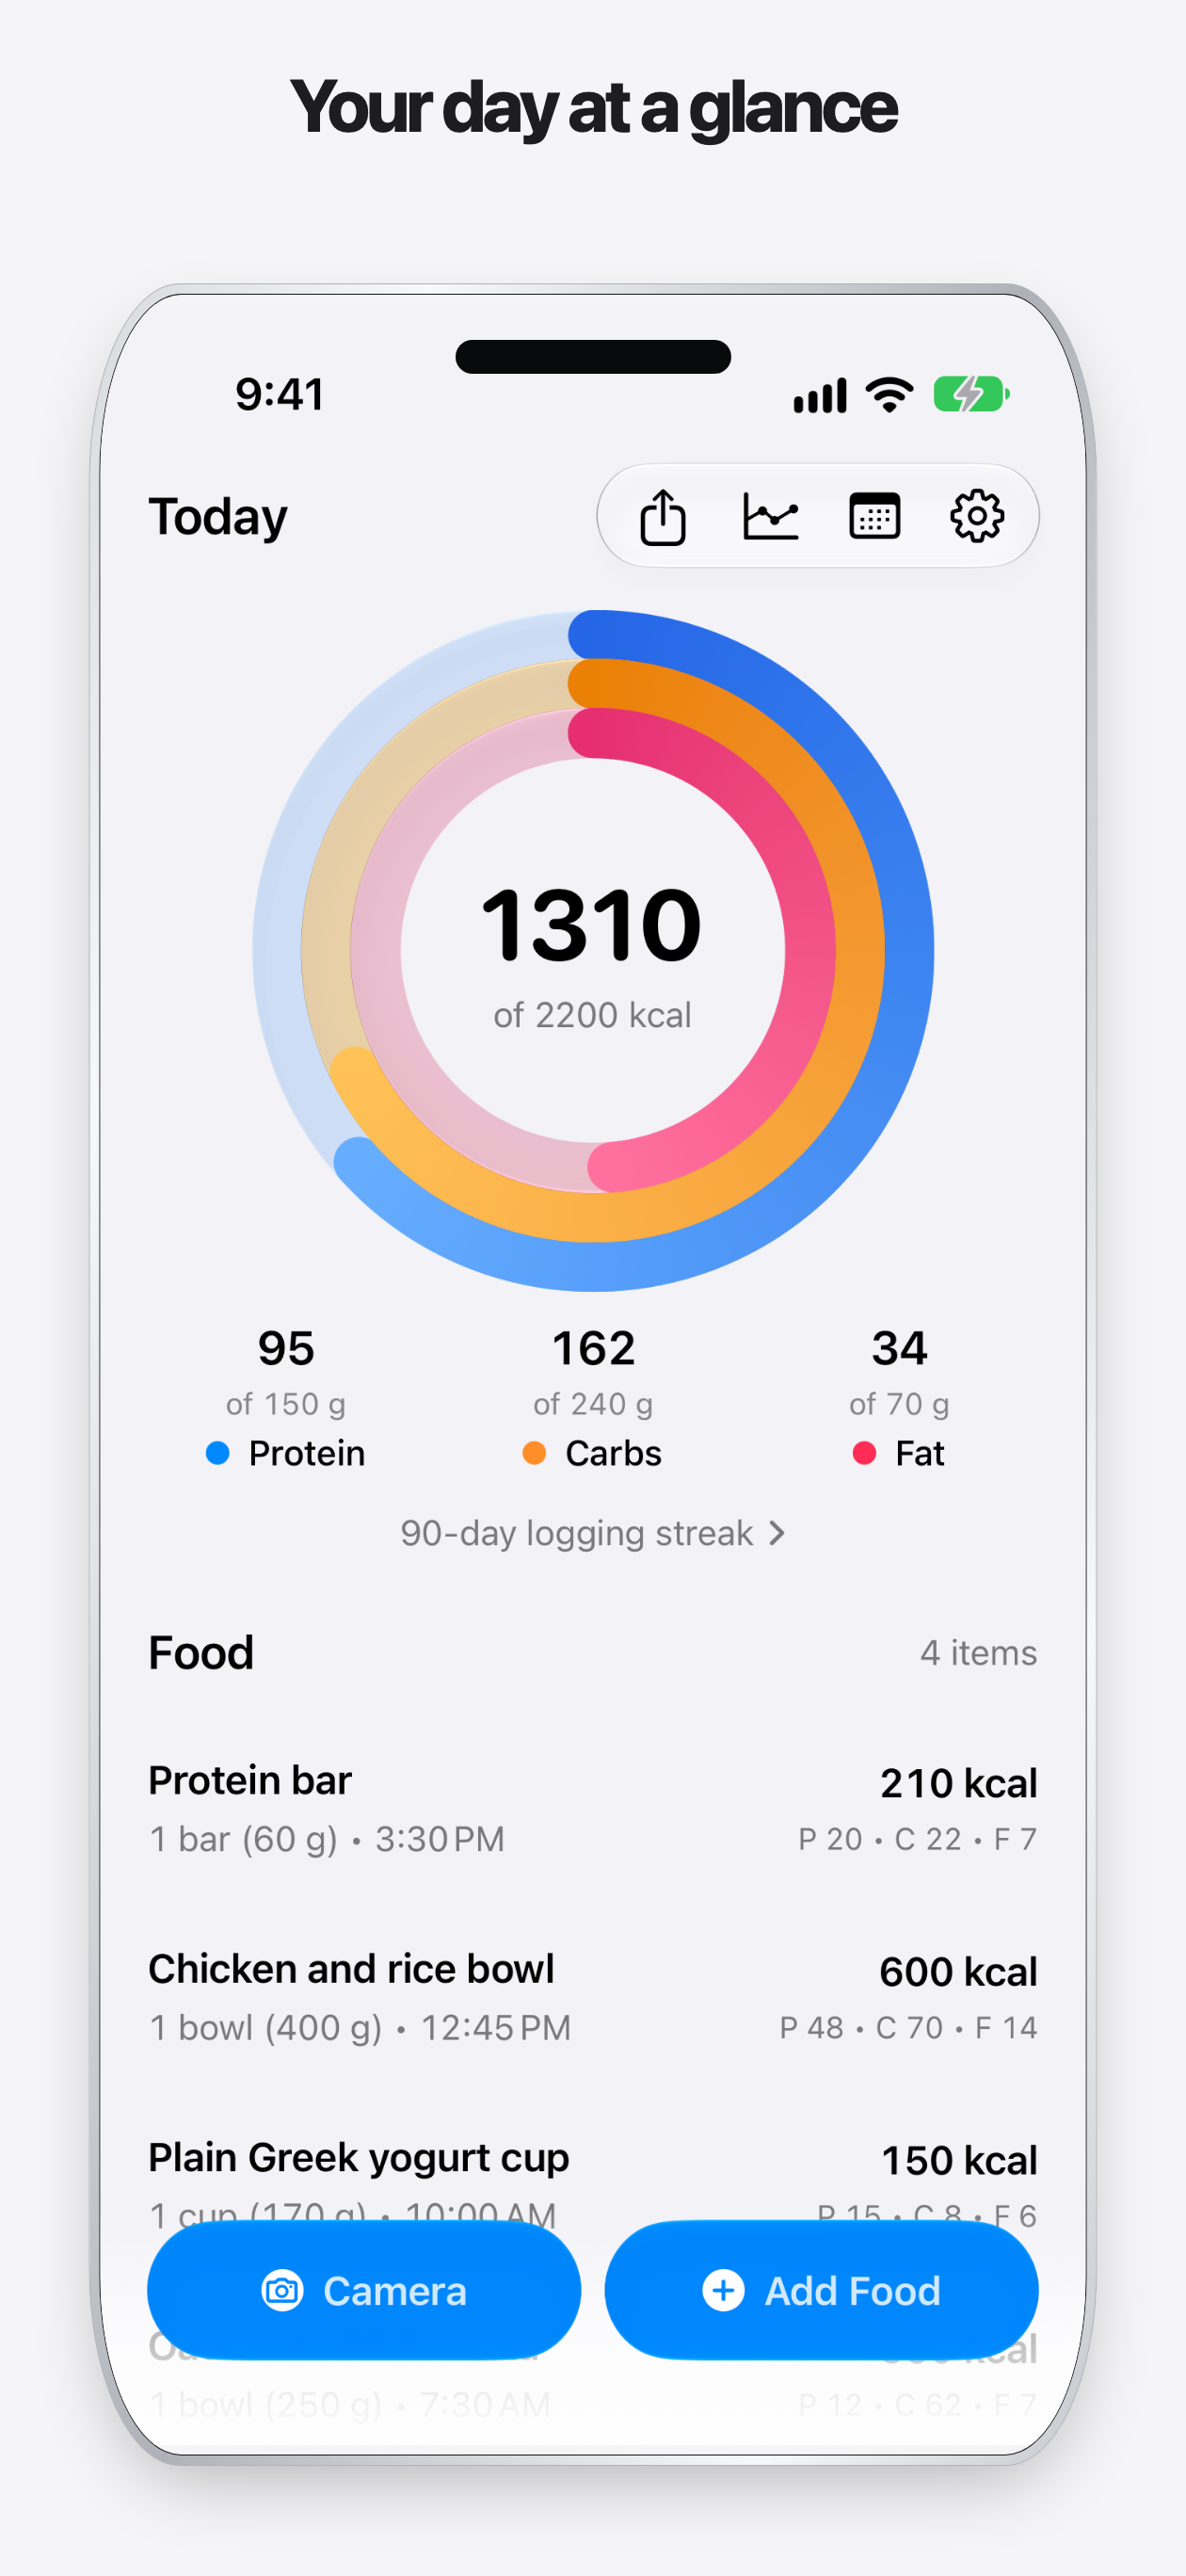 Your day at a glance
9:41
Today
1310
of 2200 kcal
95
162
34
of 150 g
of 240 g
of 70 g
Protein
Carbs
Fat
90-day logging streak
Food
4 items
Protein bar
210 kcal
1 bar (60 g) • 3:30 PM
P 20 • C 22 • F 7
Chicken and rice bowl
600 kcal
1 bowl (400 g) • 12:45 PM
P 48 • C 70 • F 14
Plain Greek yogurt cup
150 kcal
1 cup (170 g) • 10:00 AM
P 15 • C 8 • F 6
Camera
Add Food
kcal
1 bowl (250 g) • 7:30 AM
P 12 • C 62 • F 7